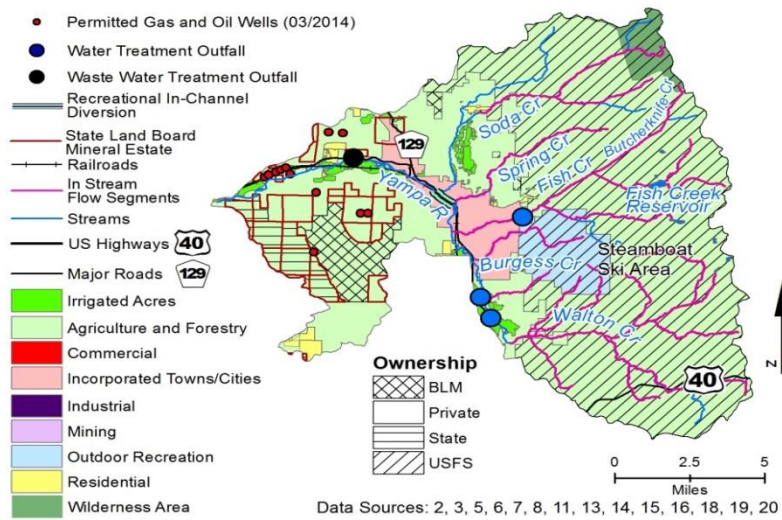 Permitted Gas and Oil Wells (03/2014)
Water Treatment Outfall
Waste Water Treatment Outfall
Recreational In-Channel
Diversion
State Land Board
Mineral Estate
Railroads
In Stream
Flow Segments
Streams
US Highways 40
Major Roads 129
Irrigated Acres
Agriculture and Forestry
Commercial
Incorporated Towns/Cities
Industrial
Mining
Outdoor Recreation
Residential
Wilderness Area
129
Soda Cr
Spring Cr
Fish Cr
Butcherknife Cr
Yampa R
Fish Creek
Reservoir
Steamboat
Ski Area
Burgess Cr
Walton Cr
40
Ownership
BLM
Private
State
USFS
N
0 2.5 5
Miles
Data Sources: 2, 3, 5, 6, 7, 8, 11, 13, 14, 15, 16, 18, 19, 20